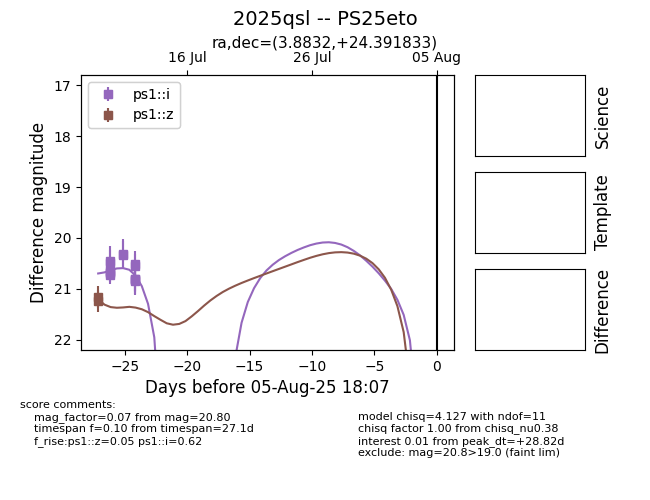 2025qsl -- PS25eto
ra,dec=(3.8832,+24.391833)
16 Jul
26 Jul
05 Aug
ps1::i
ps1::z
17
18
19
20
21
22
Difference magnitude
−25
−20
−15
−10
−5
0
Days before 05-Aug-25 18:07
Science
Template
Difference
score comments:
mag_factor=0.07 from mag=20.80
timespan f=0.10 from timespan=27.1d
f_rise:ps1::z=0.05 ps1::i=0.62
model chisq=4.127 with ndof=11
chisq factor 1.00 from chisq_nu0.38
interest 0.01 from peak_dt=+28.82d
exclude: mag=20.8>19.0 (faint lim)